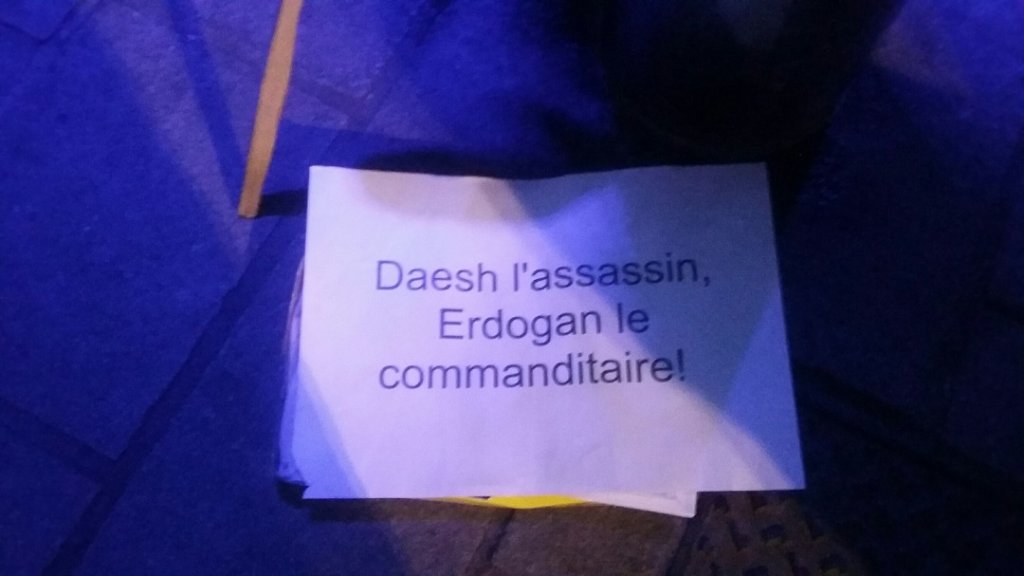 Daesh l'assassin,
Erdogan le
commanditaire!